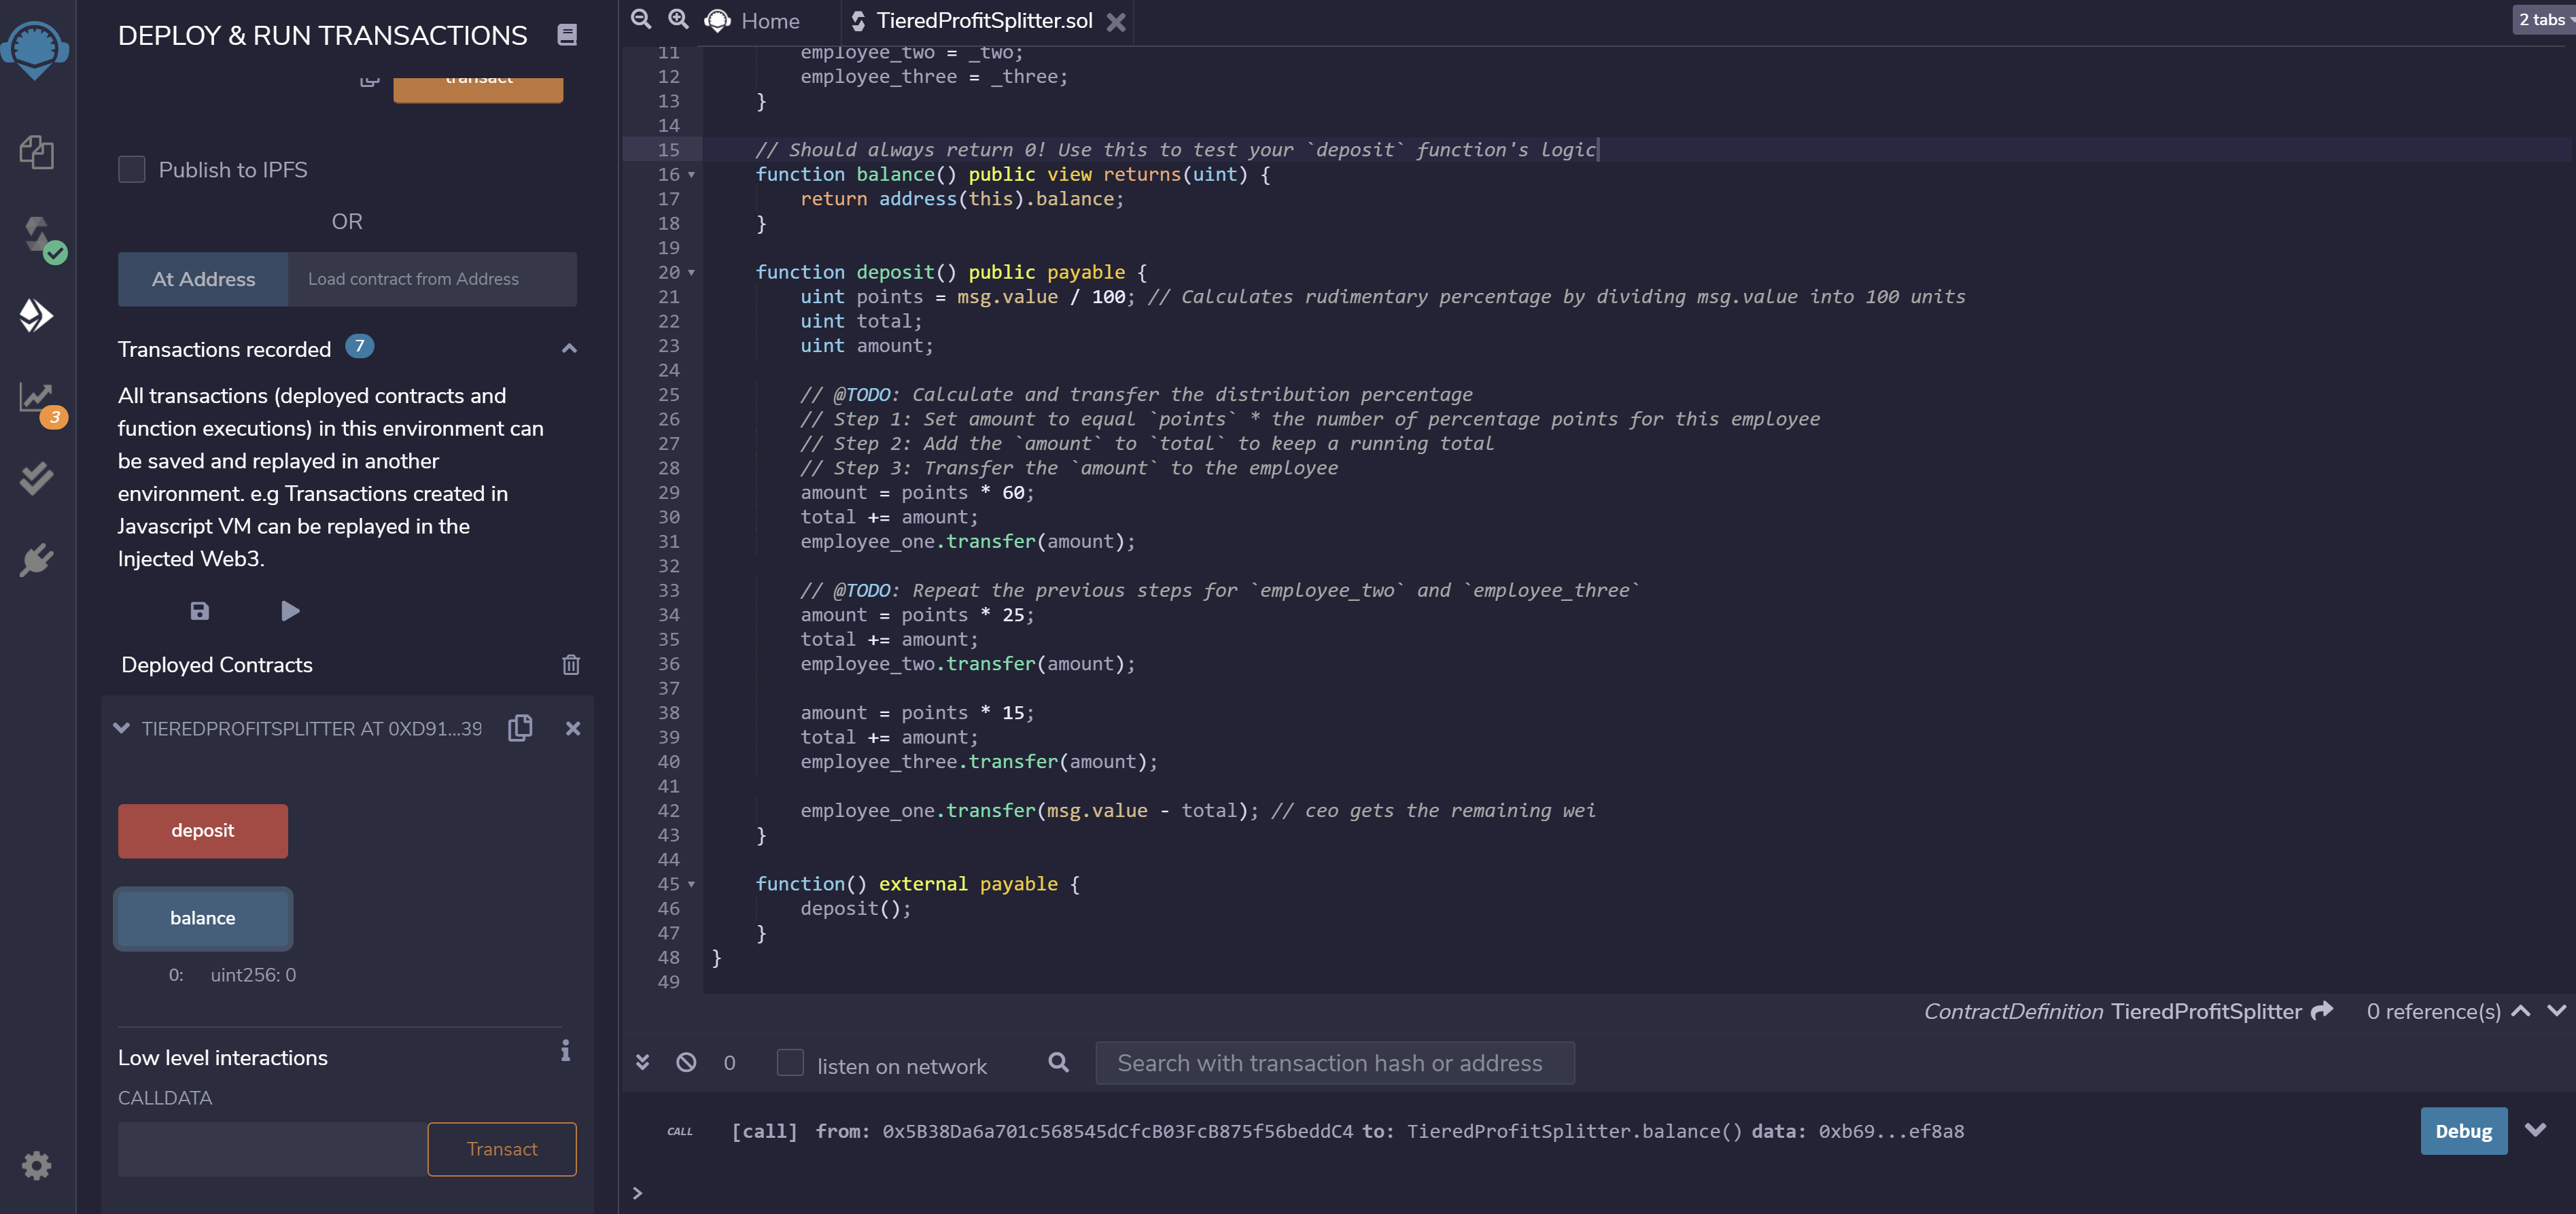 DEPLOY & RUN TRANSACTIONS
transact
Publish to IPFS
OR
At Address
Load contract from Address
Transactions recorded 7
All transactions (deployed contracts and
function executions) in this environment can
be saved and replayed in another
environment. e.g Transactions created in
Javascript VM can be replayed in the
Injected Web3.
3
Deployed Contracts
TIEREDPROFITSPLITTER AT 0XD91...39
deposit
balance
0: uint256: 0
Low level interactions
CALLDATA
Transact
Home
TieredProfitSplitter.sol
2 tabs
11 employee_two = _two;
12 employee_three = _three;
13 }
14
15 // Should always return 0! Use this to test your `deposit` function's logic
16 function balance() public view returns(uint) {
17 return address(this).balance;
18 }
19
20 function deposit() public payable {
21 uint points = msg.value / 100; // Calculates rudimentary percentage by dividing msg.value into 100 units
22 uint total;
23 uint amount;
24
25 // @TODO: Calculate and transfer the distribution percentage
26 // Step 1: Set amount to equal `points` * the number of percentage points for this employee
27 // Step 2: Add the `amount` to `total` to keep a running total
28 // Step 3: Transfer the `amount` to the employee
29 amount = points * 60;
30 total += amount;
31 employee_one.transfer(amount);
32
33 // @TODO: Repeat the previous steps for `employee_two` and `employee_three`
34 amount = points * 25;
35 total += amount;
36 employee_two.transfer(amount);
37
38 amount = points * 15;
39 total += amount;
40 employee_three.transfer(amount);
41
42 employee_one.transfer(msg.value - total); // ceo gets the remaining wei
43 }
44
45 function() external payable {
46 deposit();
47 }
48 }
49
ContractDefinition TieredProfitSplitter 0 reference(s)
0 listen on network Search with transaction hash or address
CALL [call] from: 0x5B38Da6a701c568545dCfcB03FcB875f56beddC4 to: TieredProfitSplitter.balance() data: 0xb69...ef8a8 Debug
>